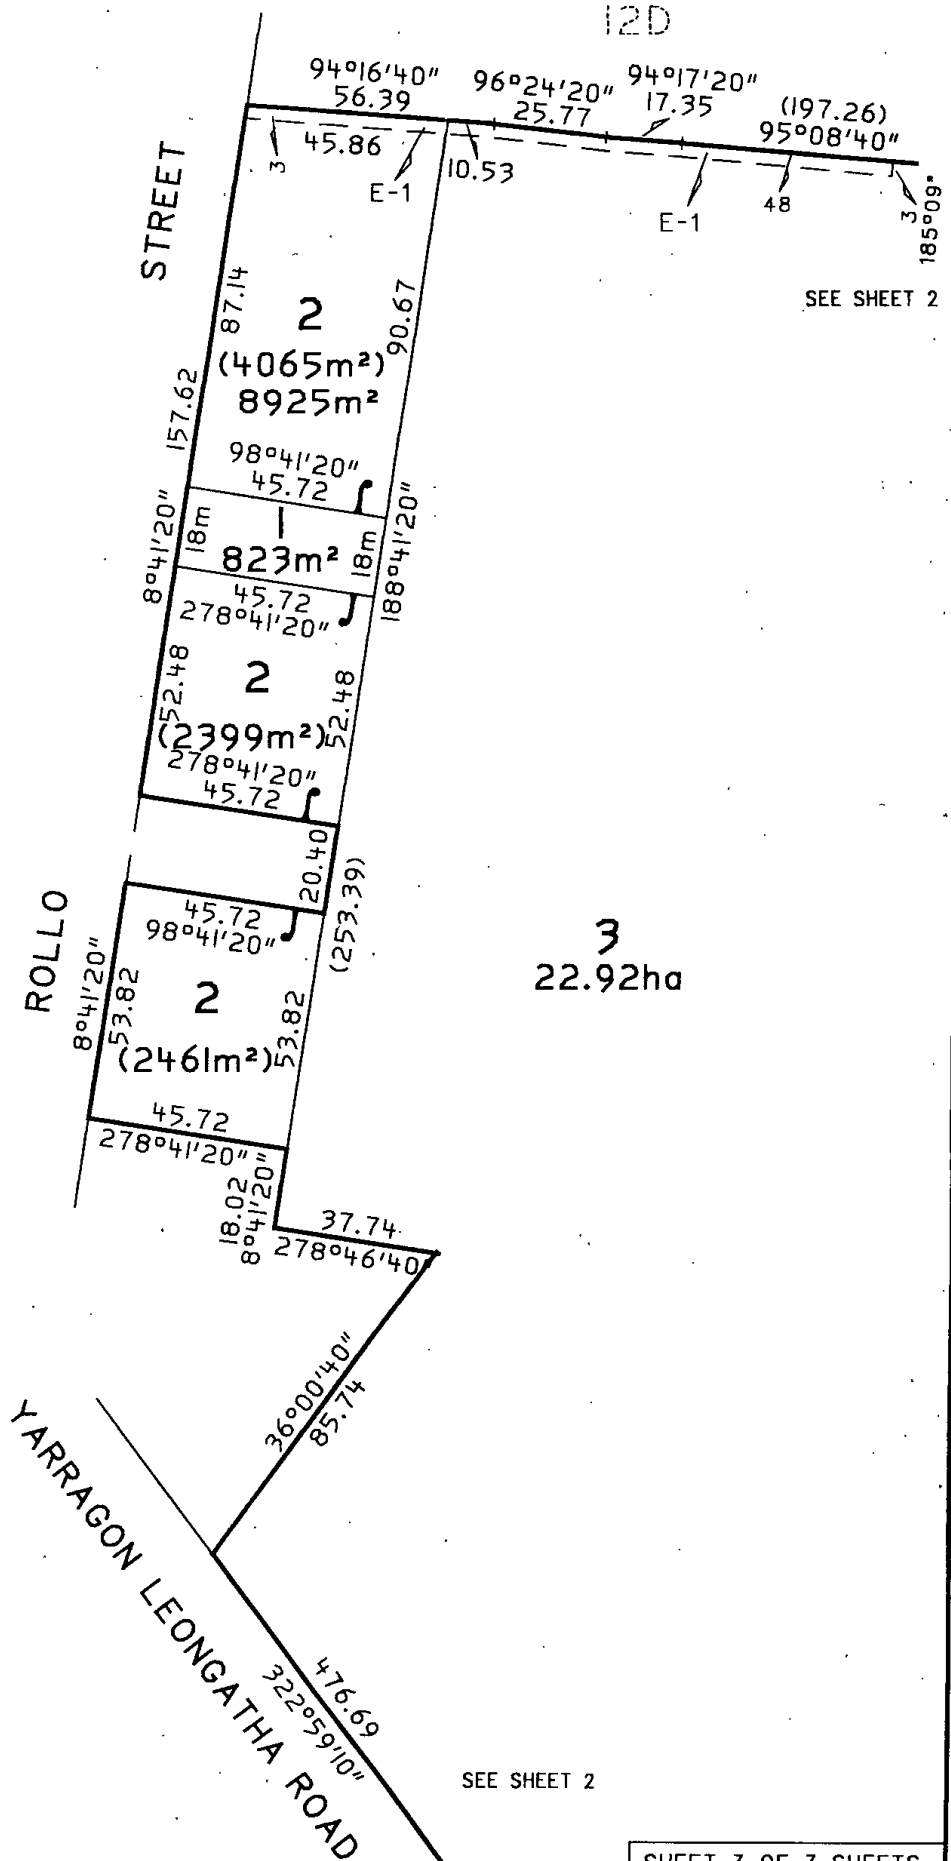 12D
94°16'40"
56.39
96°24'20"
25.77
94°17'20"
17.35
(197.26)
95°08'40"
3
45.86
E-1
10.53
E-1
48
3
185°09"
STREET
SEE SHEET 2
87.14
2
(4065m²)
8925m²
90.67
157.62
98°41'20"
45.72
8°41'20"
18m
1
823m²
18m
188°41'20"
45.72
278°41'20"
52.48
2
(2399m²)
52.48
278°41'20"
45.72
20.40
(253.39)
ROLLO
45.72
98°41'20"
3
22.92ha
8°41'20"
53.82
2
(2461m²)
53.82
45.72
278°41'20"
18.02
8°41'20"
37.74
278°46'40"
36°00'40"
85.74
YARRAGON LEONGATHA ROAD
476.69
322°59'10"
SEE SHEET 2
SHEET 3 OF 3 SHEETS